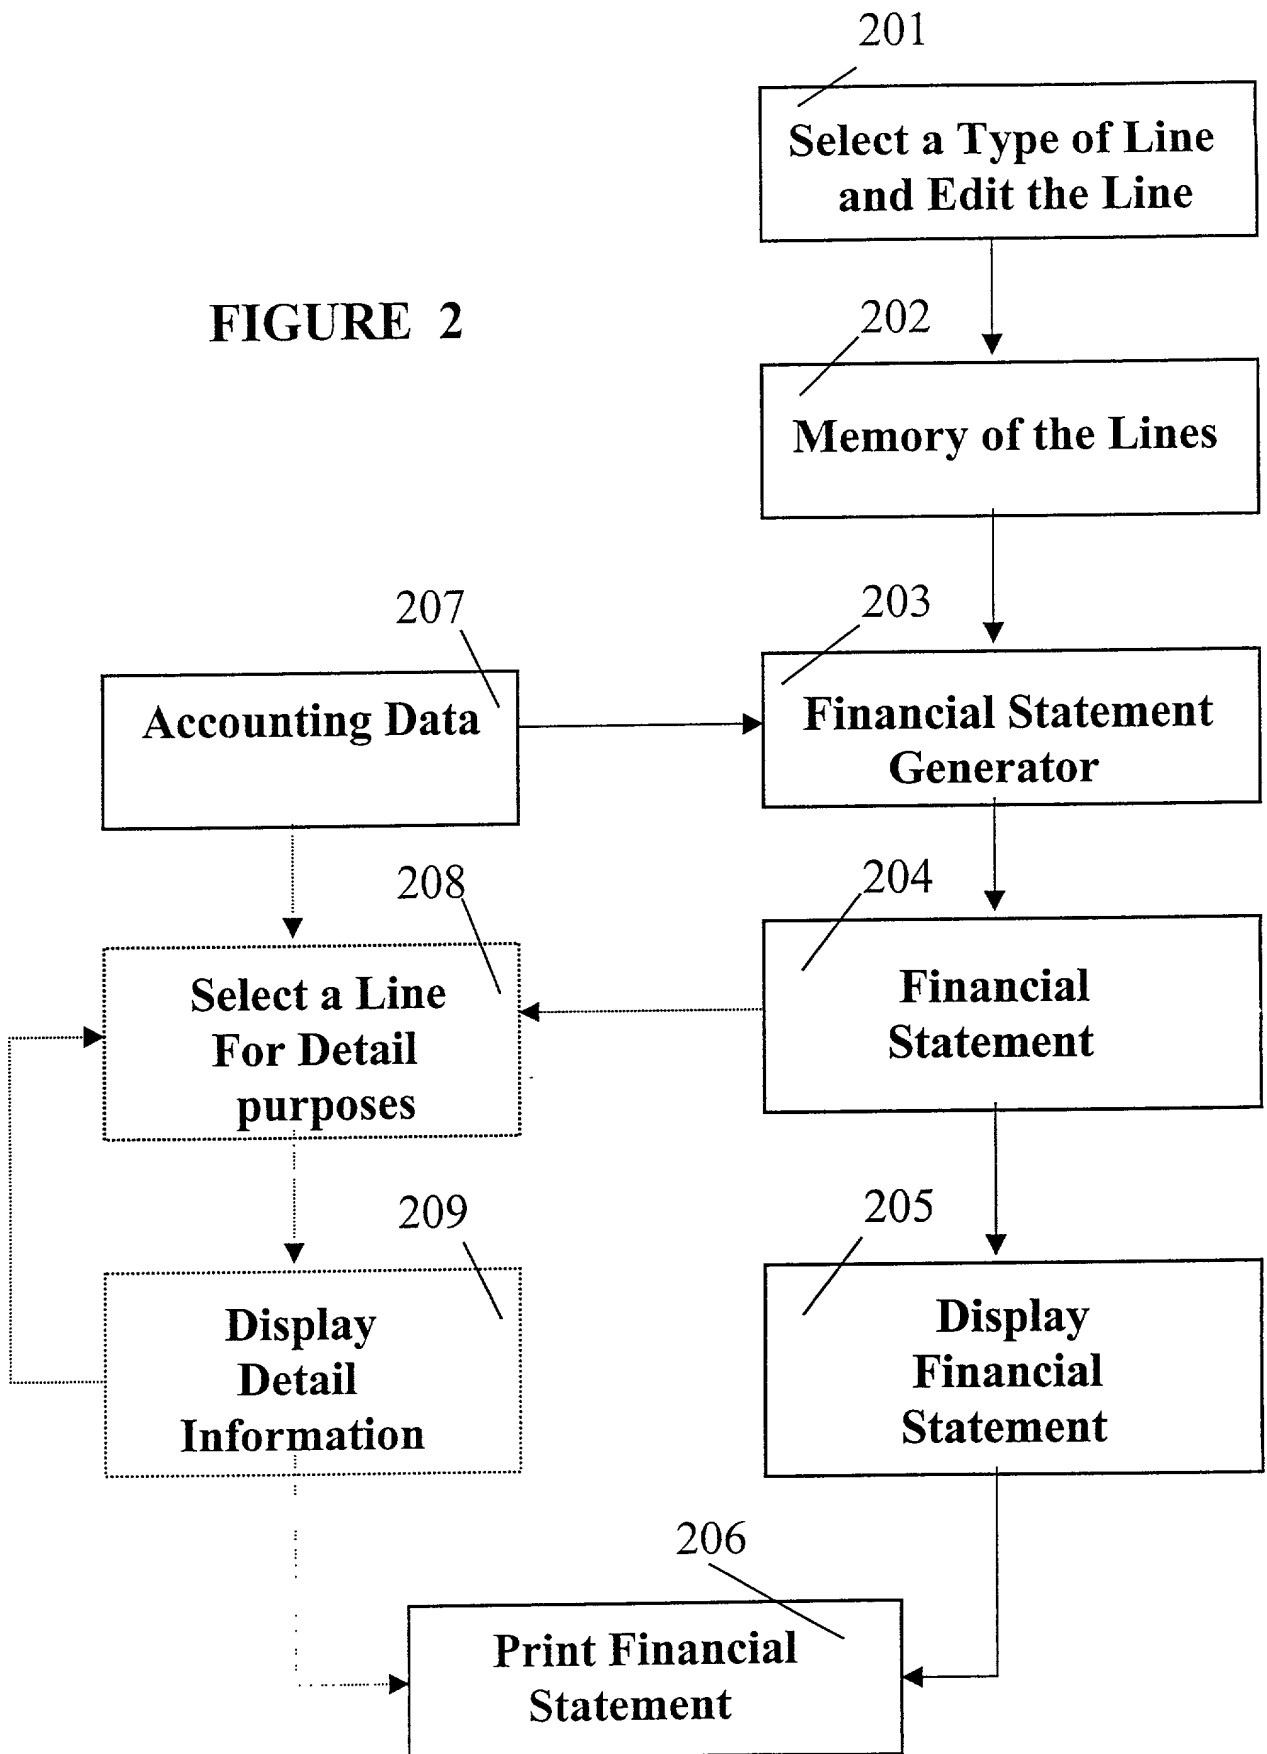 201
Select a Type of Line
and Edit the Line
FIGURE 2
202
Memory of the Lines
207
203
Accounting Data
Financial Statement
Generator
208
204
Select a Line
For Detail
purposes
Financial
Statement
209
205
Display
Detail
Information
Display
Financial
Statement
206
Print Financial
Statement